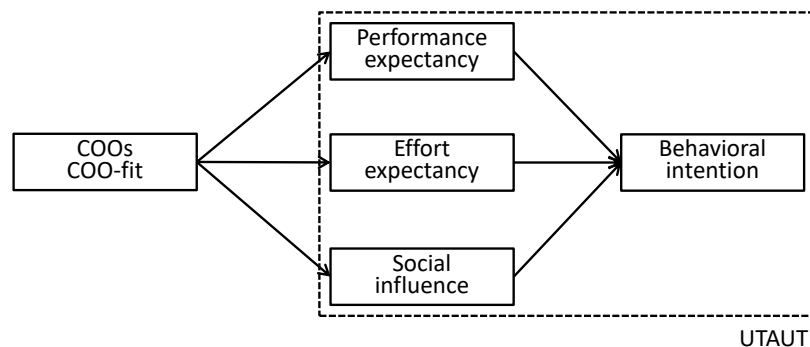 Performance
expectancy
COOs
COO-fit
Effort
expectancy
Behavioral
intention
Social
influence
UTAUT